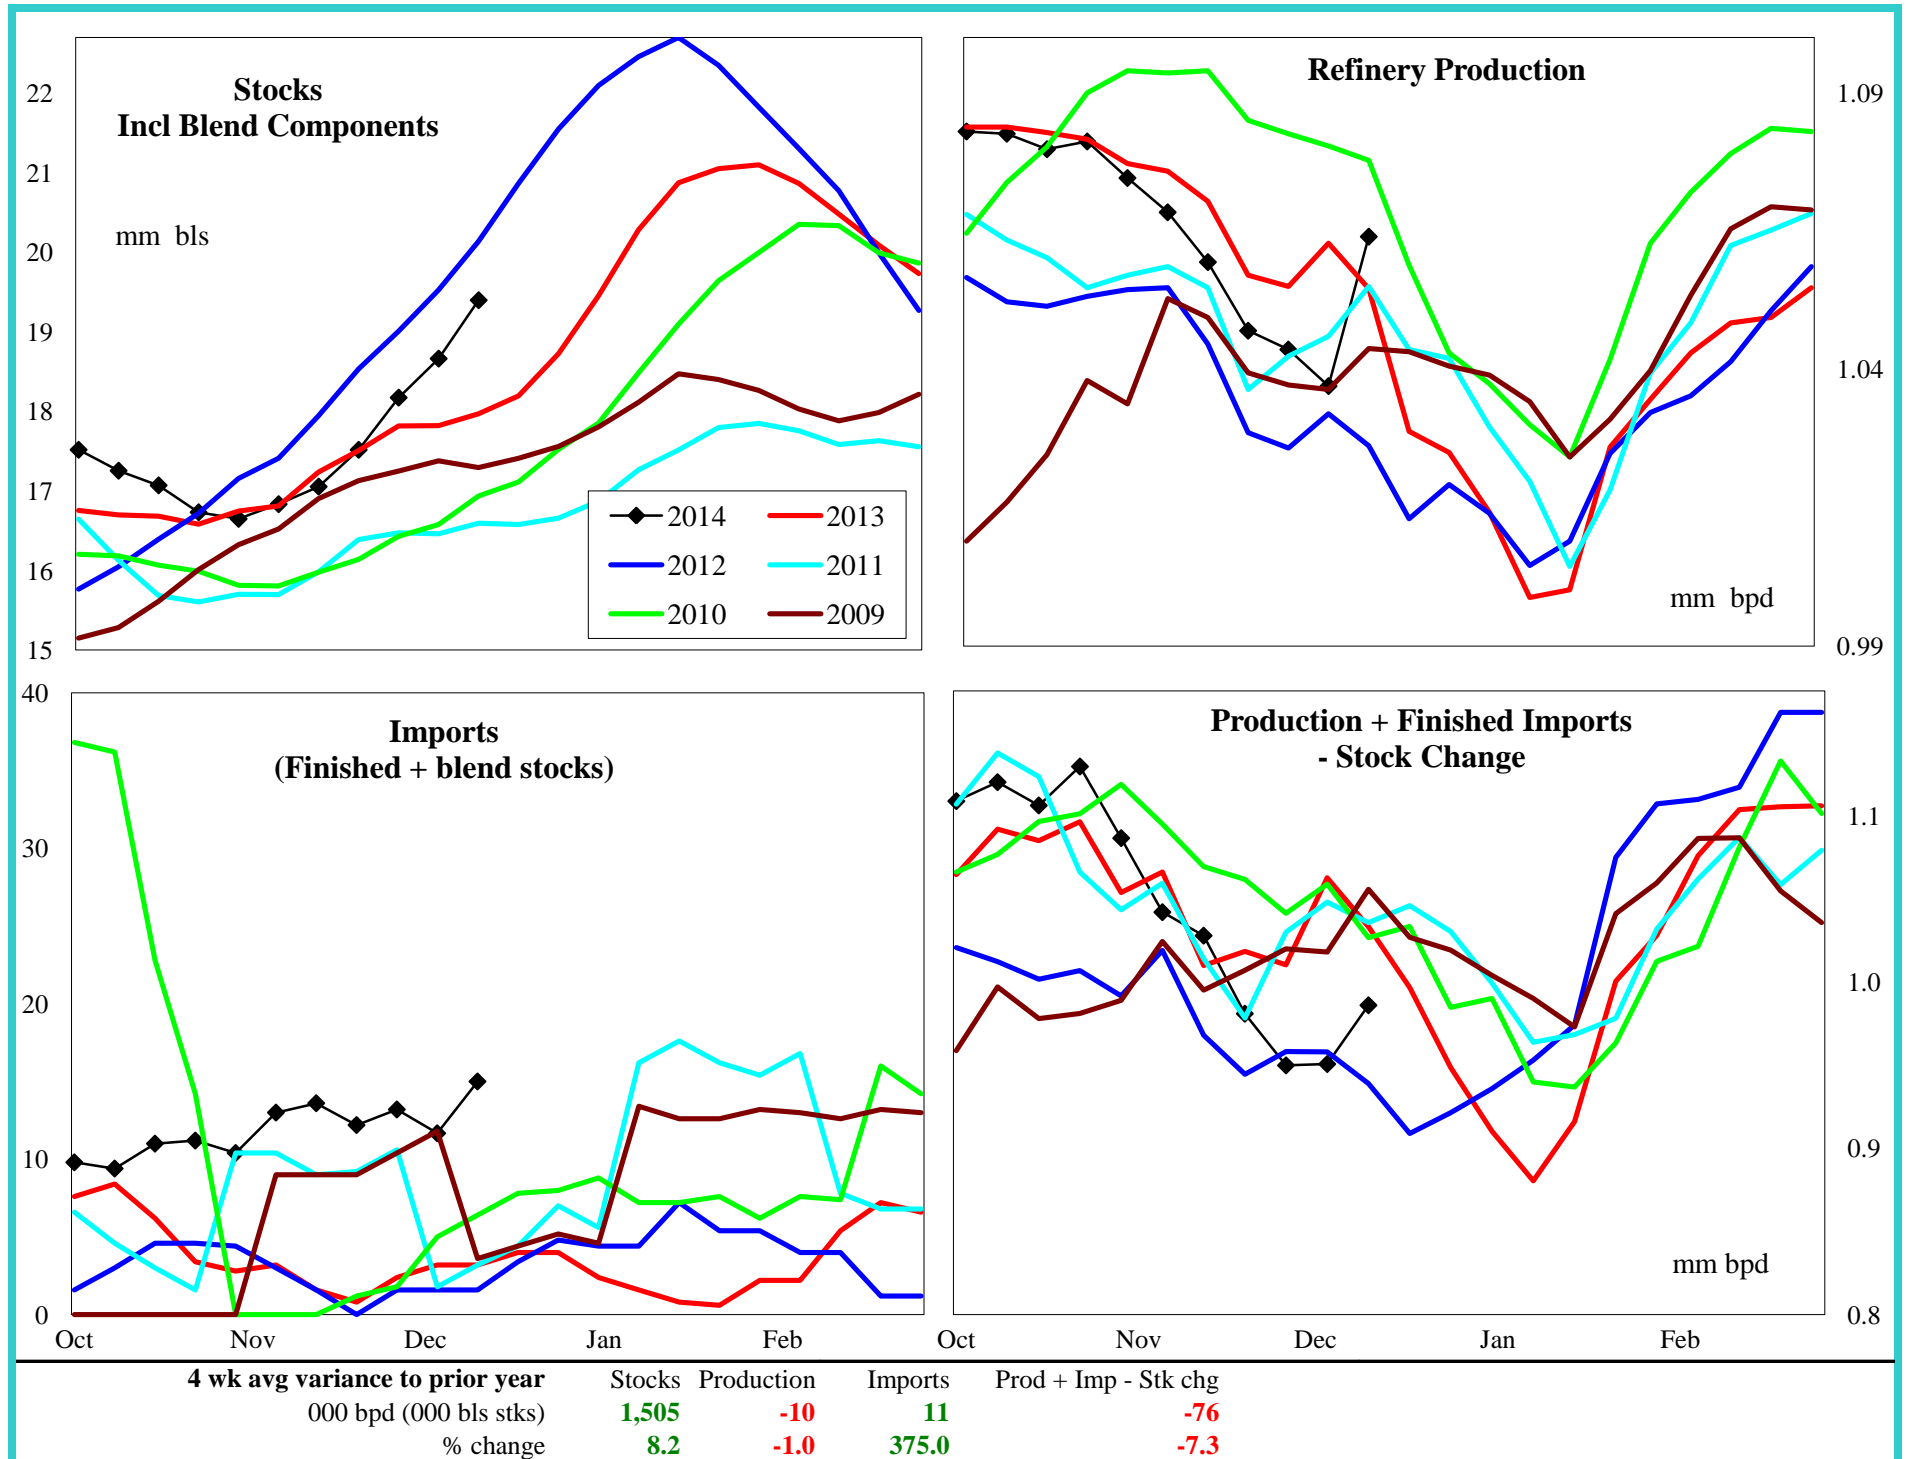 Stocks
Incl Blend Components
mm bls
22
21
20
19
18
17
16
15
2014 2013
2012 2011
2010 2009
Refinery Production
mm bpd
1.09
1.04
0.99
Imports
(Finished + blend stocks)
40
30
20
10
0
Oct Nov Dec Jan Feb
Production + Finished Imports
- Stock Change
mm bpd
1.1
1.0
0.9
0.8
Oct Nov Dec Jan Feb
4 wk avg variance to prior year Stocks Production Imports Prod + Imp - Stk chg
000 bpd (000 bls stks) 1,505 -10 11 -76
% change 8.2 -1.0 375.0 -7.3